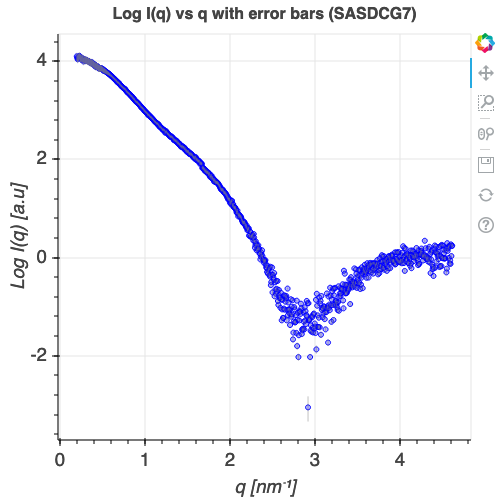 Log I(q) vs q with error bars (SASDCG7)
Log I(q) [a.u]
4
2
0
-2
0 1 2 3 4
q [nm⁻¹]